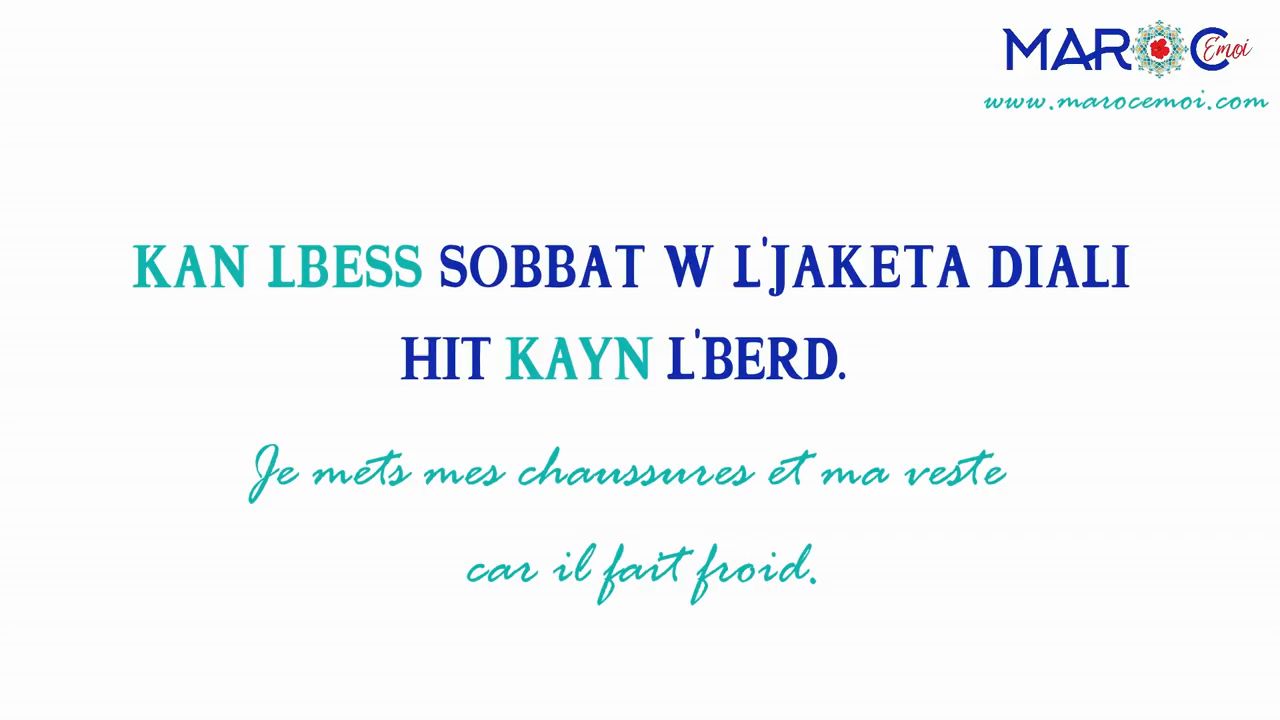 MAROC Emoi
www.marocemoi.com
KAN LBESS SOBBAT W L'JAKETA DIALI
HIT KAYN L'BERD.
Je mets mes chaussures et ma veste
car il fait froid.